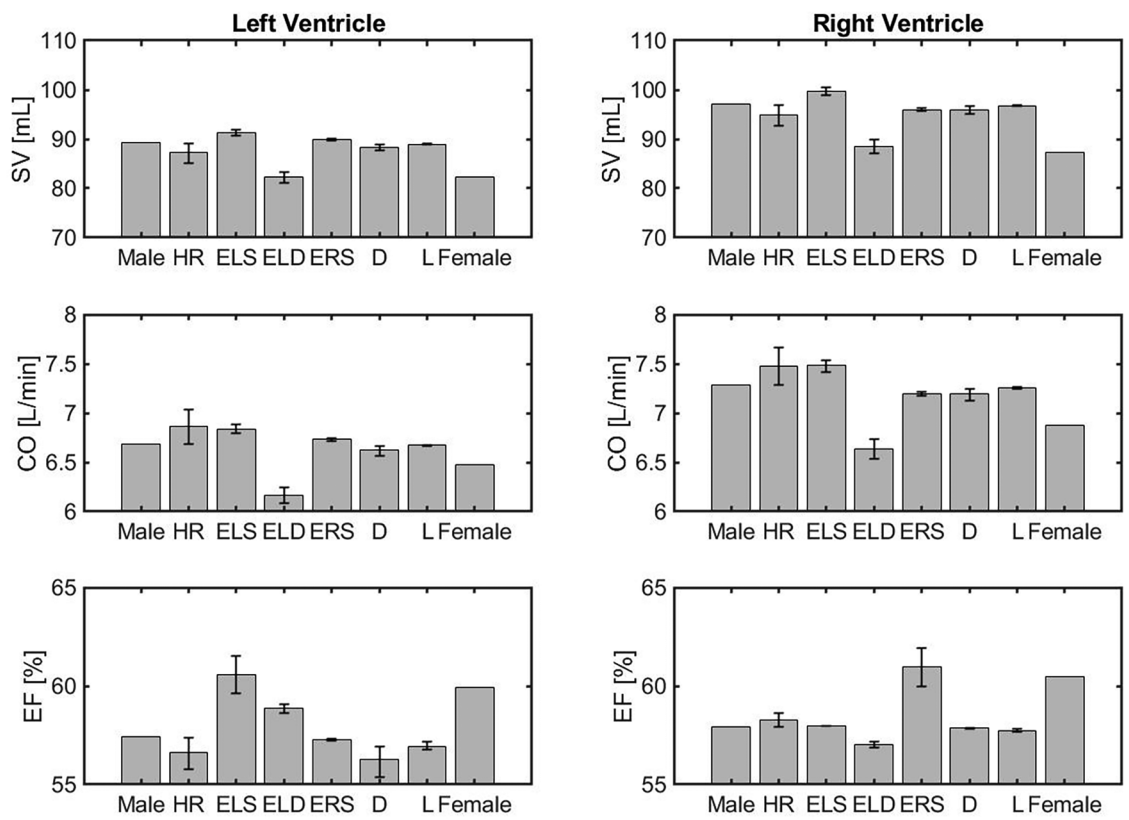 Left Ventricle
110
100
90
80
70
SV [mL]
Male HR ELS ELD ERS D L Female
Right Ventricle
110
100
90
80
70
SV [mL]
Male HR ELS ELD ERS D L Female
8
7.5
7
6.5
6
CO [L/min]
Male HR ELS ELD ERS D L Female
8
7.5
7
6.5
6
CO [L/min]
Male HR ELS ELD ERS D L Female
65
60
55
EF [%]
Male HR ELS ELD ERS D L Female
65
60
55
EF [%]
Male HR ELS ELD ERS D L Female